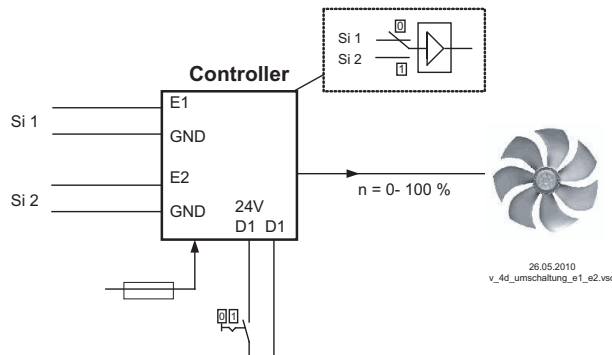 0
Si 1
Si 2
1
Controller
E1
Si 1
GND
E2
Si 2
GND
24V
D1 D1
n = 0- 100 %
26.05.2010
v_4d_umschaltung_e1_e2.vsd
0 1